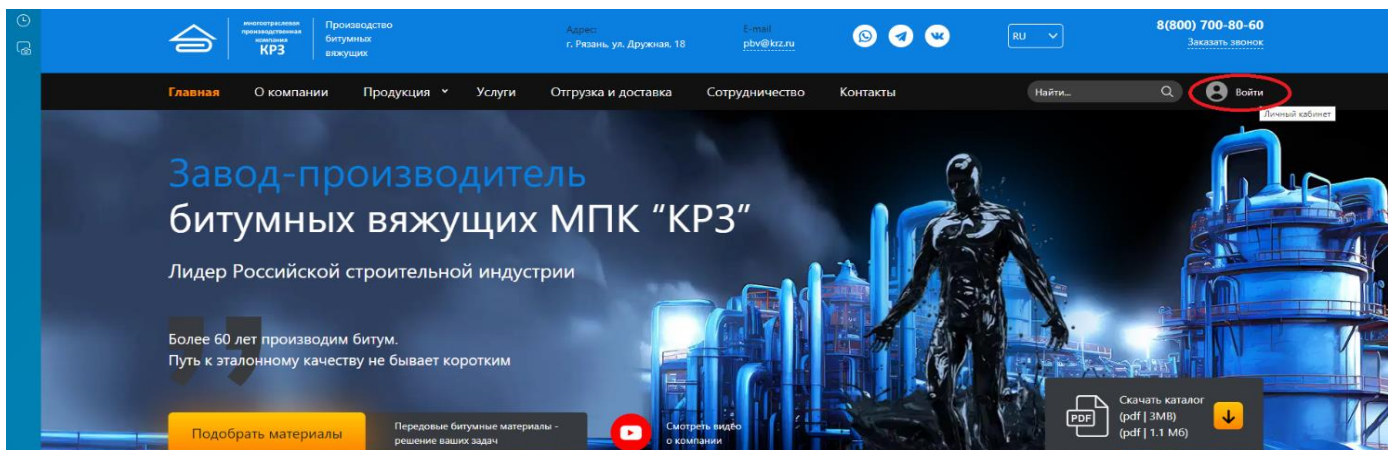 многоотраслевая
производственная
компания
КРЗ
Производство
битумных
вяжущих
Адрес:
г. Рязань, ул. Дружная, 18
E-mail
pbv@krz.ru
RU
8(800) 700-80-60
Заказать звонок
Главная О компании Продукция Услуги Отгрузка и доставка Сотрудничество Контакты Найти... Войти
Личный кабинет
Завод-производитель
битумных вяжущих МПК “КРЗ”
Лидер Российской строительной индустрии
Более 60 лет производим битум.
Путь к эталонному качеству не бывает коротким
Подобрать материалы
Передовые битумные материалы -
решение ваших задач
Смотреть видео
о компании
PDF
Скачать каталог
(pdf | 3MB)
(pdf | 1.1 Мб)